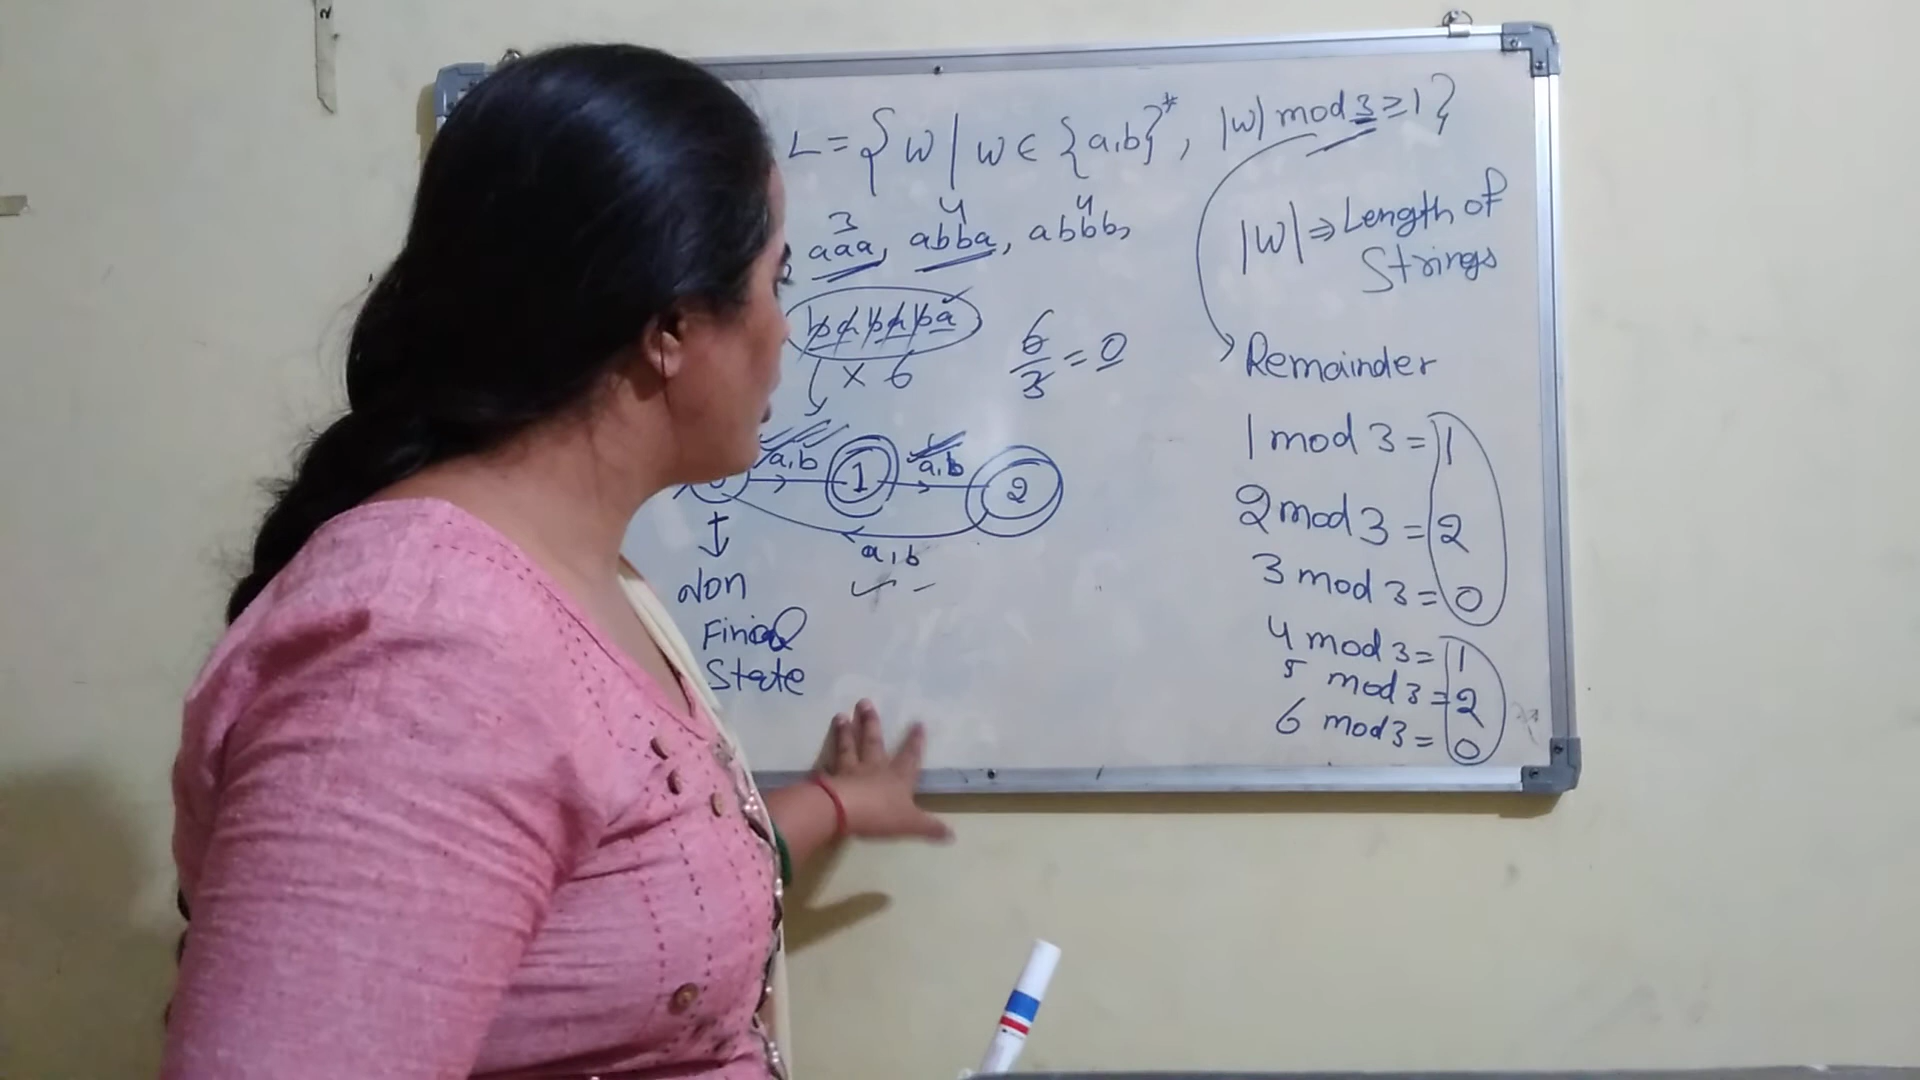 L = { w | w ∈ {a,b}*, |w| mod 3 ≥ 1 }
3 4 4
aaa, abba, abbb,
|w| ⇒ Length of
Strings
bababa
x 6
6/3 = 0
Remainder
a,b 1 a,b 2
a,b
Non
Final
State
1 mod 3 = 1
2 mod 3 = 2
3 mod 3 = 0
4 mod 3 = 1
5 mod 3 = 2
6 mod 3 = 0